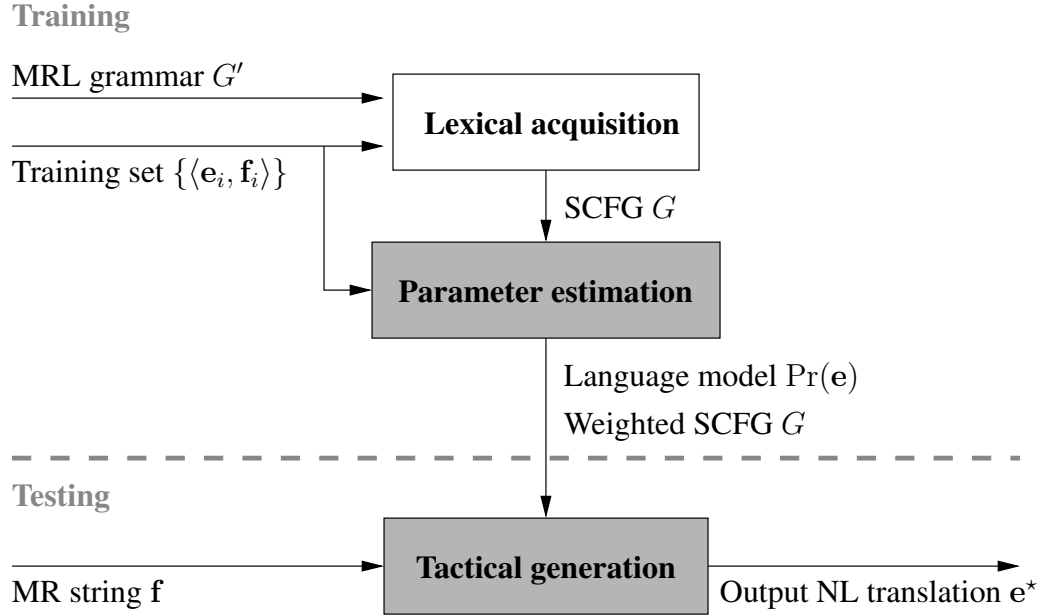 Training
MRL grammar G′
Lexical acquisition
Training set {⟨e_i, f_i⟩}
SCFG G
Parameter estimation
Language model Pr(e)
Weighted SCFG G
Testing
Tactical generation
MR string f
Output NL translation e⋆